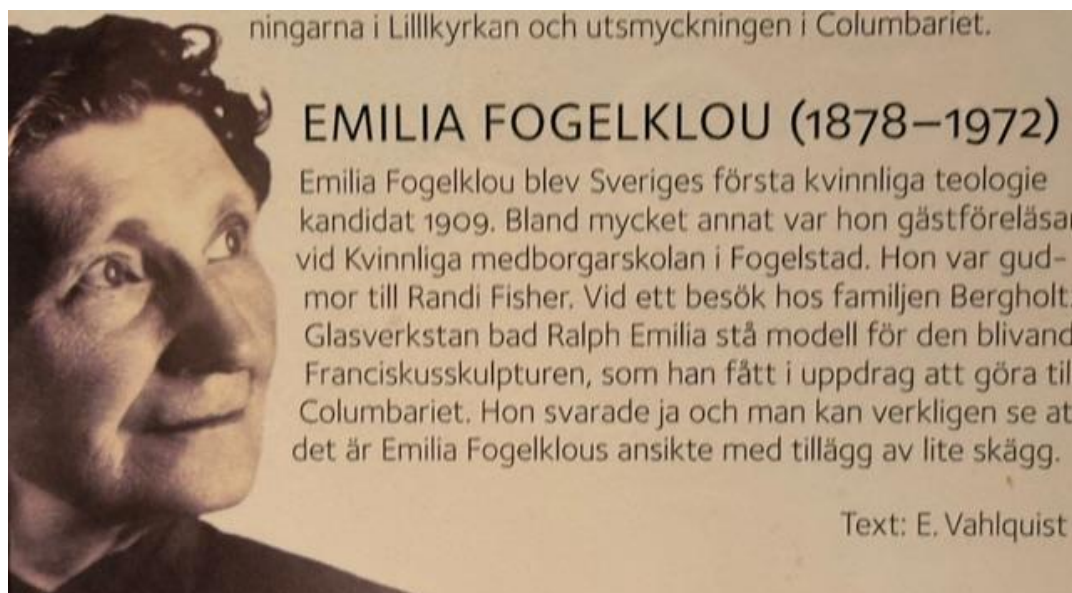 ningarna i Lilllkyrkan och utsmyckningen i Columbariet.
EMILIA FOGELKLOU (1878–1972)
Emilia Fogelklou blev Sveriges första kvinnliga teologie
kandidat 1909. Bland mycket annat var hon gästföreläsar
vid Kvinnliga medborgarskolan i Fogelstad. Hon var gud-
mor till Randi Fisher. Vid ett besök hos familjen Bergholt
Glasverkstan bad Ralph Emilia stå modell för den blivand
Franciskusskulpturen, som han fått i uppdrag att göra til
Columbariet. Hon svarade ja och man kan verkligen se at
det är Emilia Fogelklous ansikte med tillägg av lite skägg.
Text: E. Vahlquist